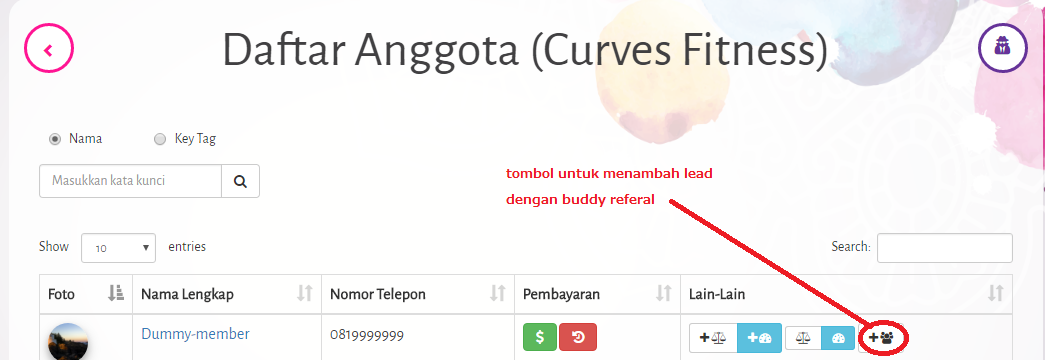 Daftar Anggota (Curves Fitness)
Nama Key Tag
Masukkan kata kunci
tombol untuk menambah lead
dengan buddy referal
Show 10 entries Search:
Foto Nama Lengkap Nomor Telepon Pembayaran Lain-Lain
Dummy-member 0819999999 $